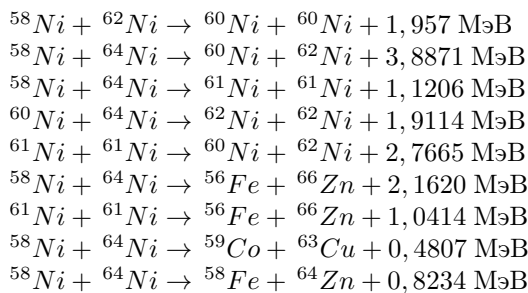 ⁵⁸Ni + ⁶²Ni → ⁶⁰Ni + ⁶⁰Ni + 1,957 МэВ
⁵⁸Ni + ⁶⁴Ni → ⁶⁰Ni + ⁶²Ni + 3,8871 МэВ
⁵⁸Ni + ⁶⁴Ni → ⁶¹Ni + ⁶¹Ni + 1,1206 МэВ
⁶⁰Ni + ⁶⁴Ni → ⁶²Ni + ⁶²Ni + 1,9114 МэВ
⁶¹Ni + ⁶¹Ni → ⁶⁰Ni + ⁶²Ni + 2,7665 МэВ
⁵⁸Ni + ⁶⁴Ni → ⁵⁶Fe + ⁶⁶Zn + 2,1620 МэВ
⁶¹Ni + ⁶¹Ni → ⁵⁶Fe + ⁶⁶Zn + 1,0414 МэВ
⁵⁸Ni + ⁶⁴Ni → ⁵⁹Co + ⁶³Cu + 0,4807 МэВ
⁵⁸Ni + ⁶⁴Ni → ⁵⁸Fe + ⁶⁴Zn + 0,8234 МэВ